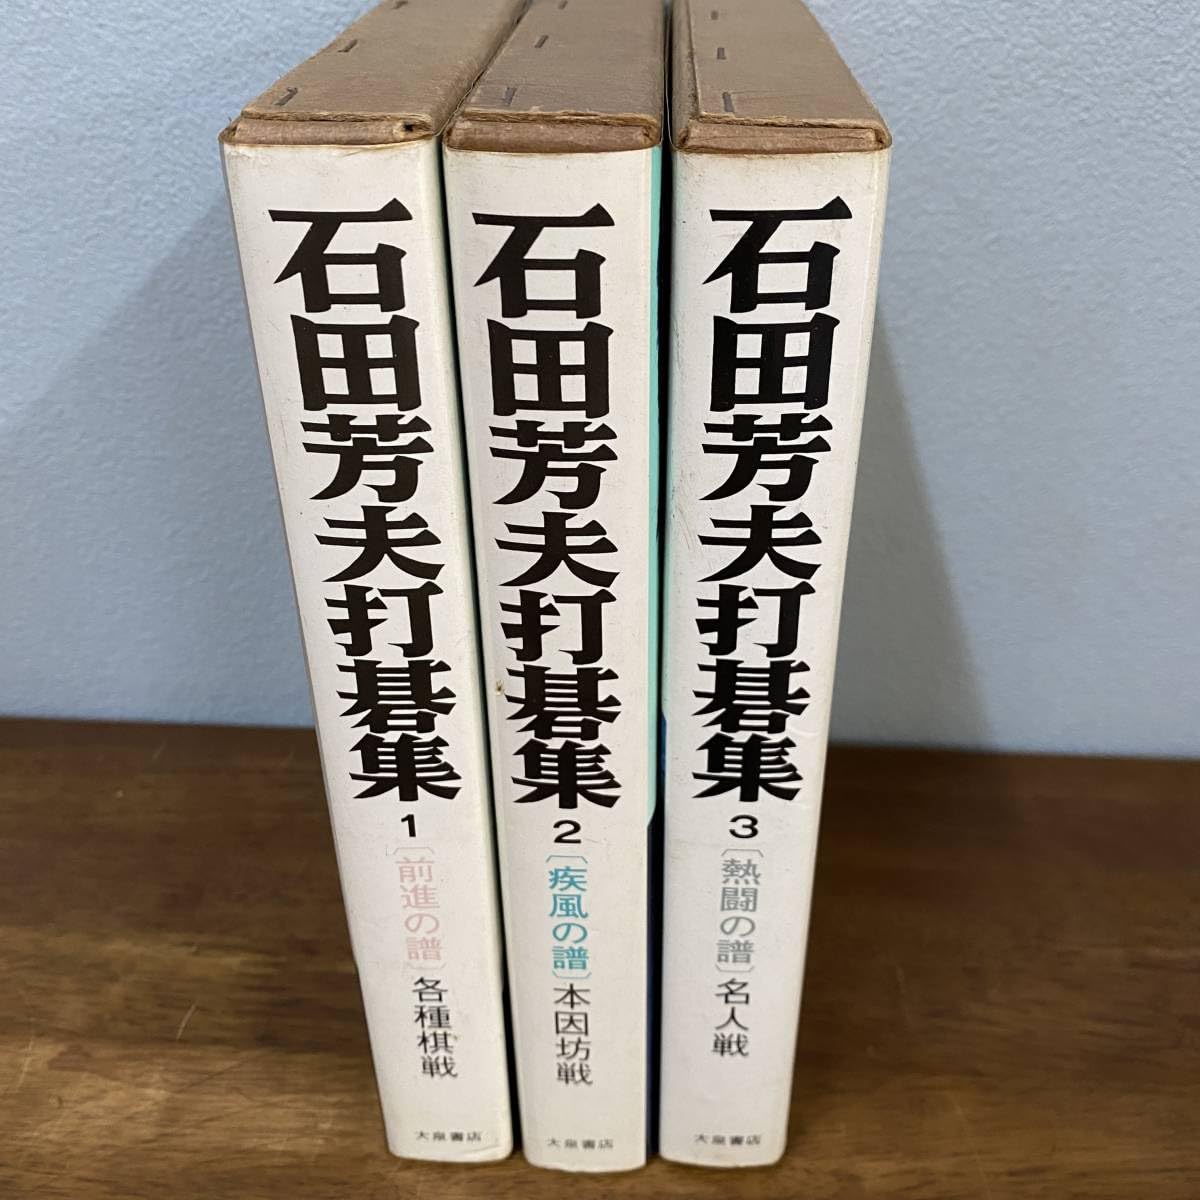 石田芳夫打碁集
1
〔前進の譜〕
各種棋戦
大泉書店
石田芳夫打碁集
2
〔疾風の譜〕
本因坊戦
大泉書店
石田芳夫打碁集
3
〔熱闘の譜〕
名人戦
大泉書店